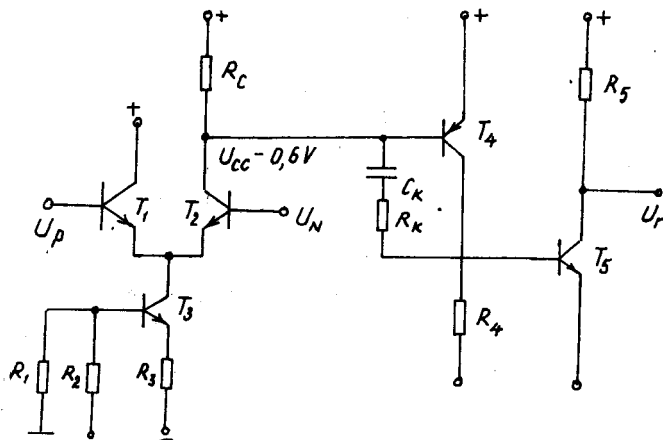 +
+
+
R_C
R_5
+
U_CC-0,6V
T_4
C_K
T_1
T_2
U_P
U_N
R_K
U_r
T_5
T_3
R_4
R_1
R_2
R_3